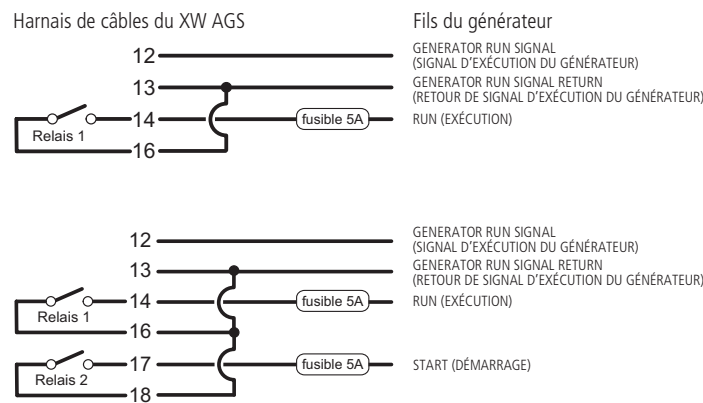 Harnais de câbles du XW AGS
Fils du générateur
12
GENERATOR RUN SIGNAL
(SIGNAL D'EXÉCUTION DU GÉNÉRATEUR)
13
GENERATOR RUN SIGNAL RETURN
(RETOUR DE SIGNAL D'EXÉCUTION DU GÉNÉRATEUR)
14
fusible 5A
RUN (EXÉCUTION)
Relais 1
16
12
GENERATOR RUN SIGNAL
(SIGNAL D'EXÉCUTION DU GÉNÉRATEUR)
13
GENERATOR RUN SIGNAL RETURN
(RETOUR DE SIGNAL D'EXÉCUTION DU GÉNÉRATEUR)
14
fusible 5A
RUN (EXÉCUTION)
Relais 1
16
17
fusible 5A
START (DÉMARRAGE)
Relais 2
18